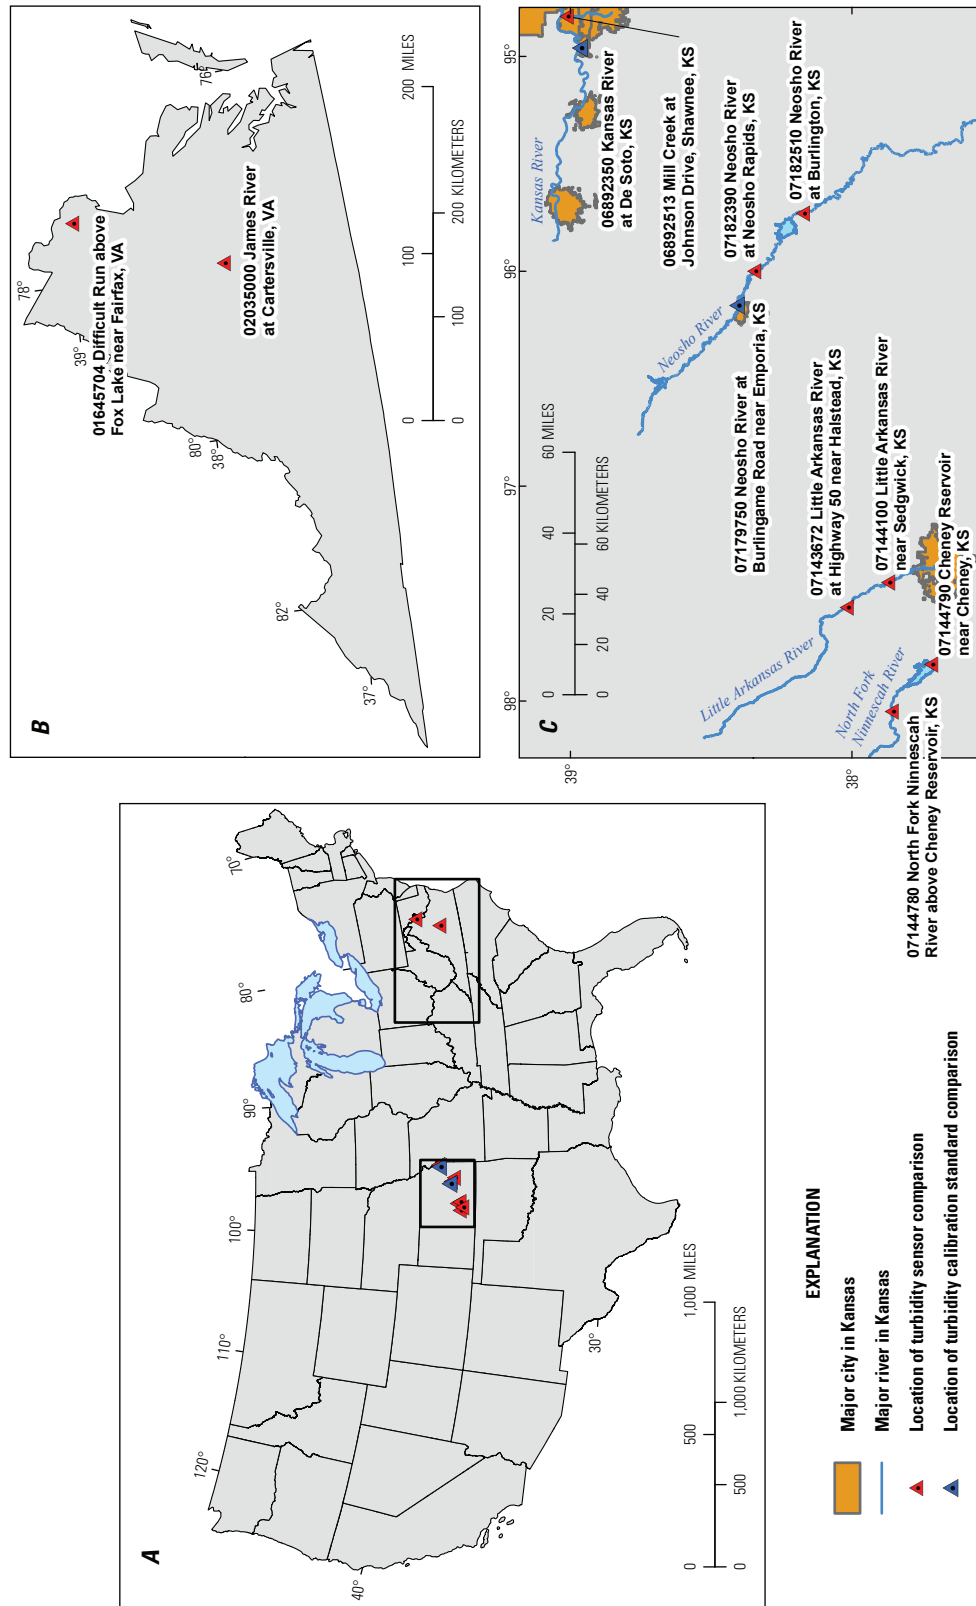 A
120°
110°
100°
90°
80°
70°
40°
30°
0 500 1,000 MILES
0 500 1,000 KILOMETERS
B
78°
76°
39°
80°
38°
82°
37°
01645704 Difficult Run above
Fox Lake near Fairfax, VA
02035000 James River
at Cartersville, VA
0 100 200 MILES
0 100 200 KILOMETERS
C
98°
97°
96°
95°
39°
38°
0 20 40 60 MILES
0 20 40 60 KILOMETERS
Kansas River
06892350 Kansas River
at De Soto, KS
06892513 Mill Creek at
Johnson Drive, Shawnee, KS
Neosho River
07182390 Neosho River
at Neosho Rapids, KS
07182510 Neosho River
at Burlington, KS
07179750 Neosho River at
Burlingame Road near Emporia, KS
Little Arkansas River
07143672 Little Arkansas River
at Highway 50 near Halstead, KS
07144100 Little Arkansas River
near Sedgwick, KS
North Fork
Ninnescah River
07144790 Cheney Rservoir
near Cheney, KS
07144780 North Fork Ninnescah
River above Cheney Reservoir, KS
EXPLANATION
Major city in Kansas
Major river in Kansas
Location of turbidity sensor comparison
Location of turbidity calibration standard comparison